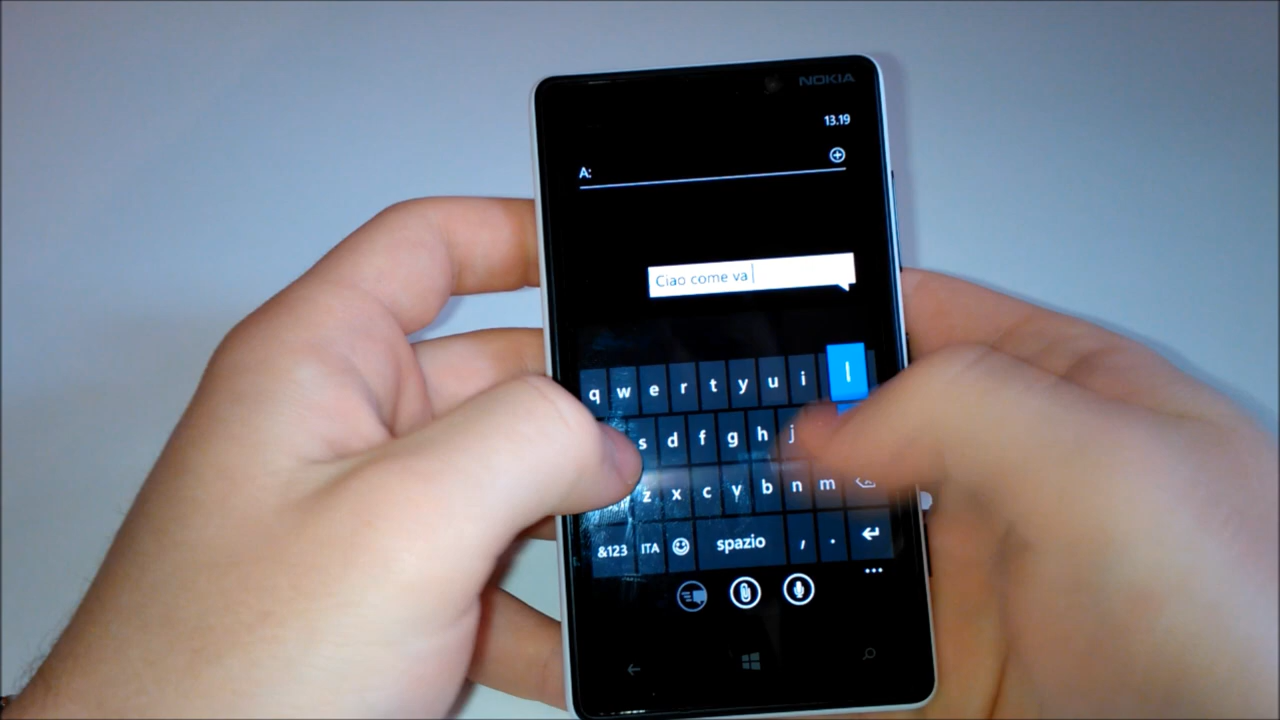 NOKIA
13.19
A:
Ciao come va
q w e r t y u i l
s d f g h j
z x c v b n m
&123 ITA spazio , .